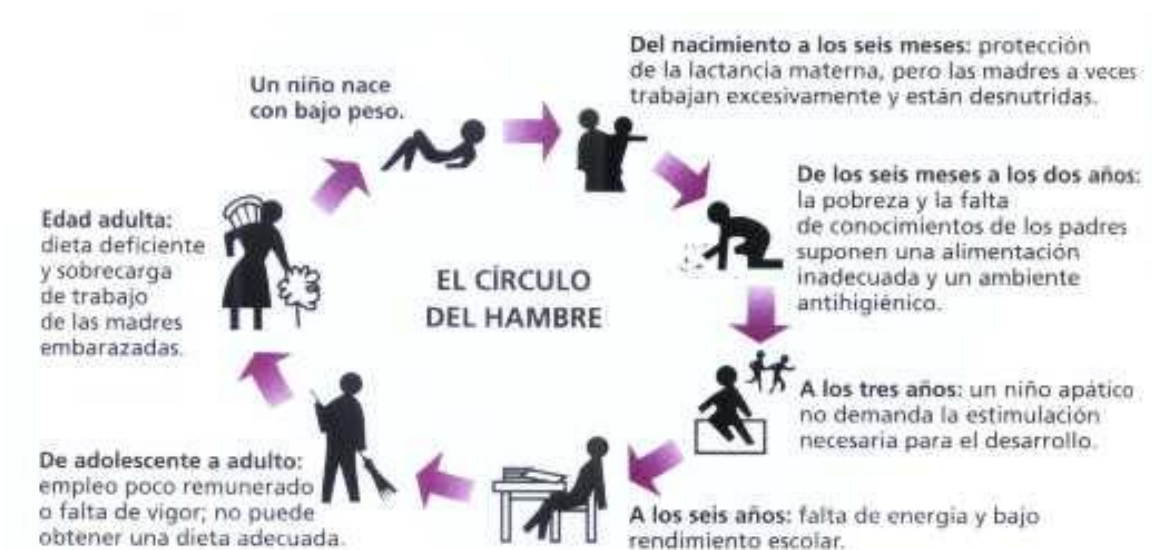 Un niño nace
con bajo peso.
Del nacimiento a los seis meses: protección
de la lactancia materna, pero las madres a veces
trabajan excesivamente y están desnutridas.
De los seis meses a los dos años:
la pobreza y la falta
de conocimientos de los padres
suponen una alimentación
inadecuada y un ambiente
antihigiénico.
A los tres años: un niño apático
no demanda la estimulación
necesaria para el desarrollo.
A los seis años: falta de energia y bajo
rendimiento escolar.
De adolescente a adulto:
empleo poco remunerado
o falta de vigor; no puede
obtener una dieta adecuada.
Edad adulta:
dieta deficiente
y sobrecarga
de trabajo
de las madres
embarazadas.
EL CÍRCULO
DEL HAMBRE